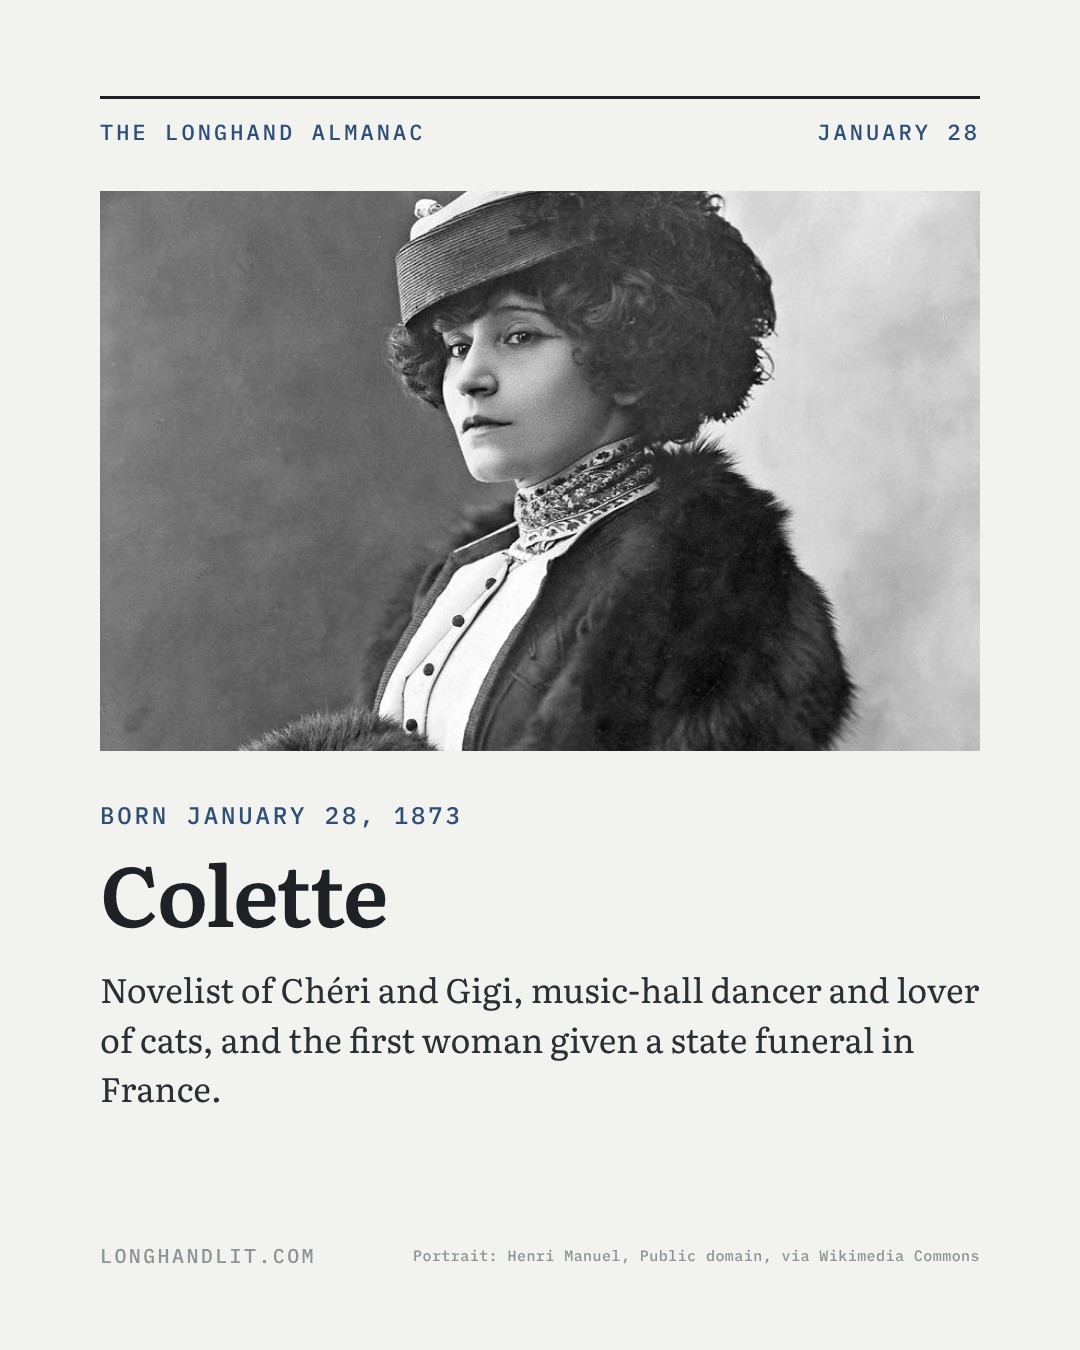 THE LONGHAND ALMANAC
JANUARY 28
BORN JANUARY 28, 1873
Colette
Novelist of Chéri and Gigi, music-hall dancer and lover
of cats, and the first woman given a state funeral in
France.
LONGHANDLIT.COM
Portrait: Henri Manuel, Public domain, via Wikimedia Commons